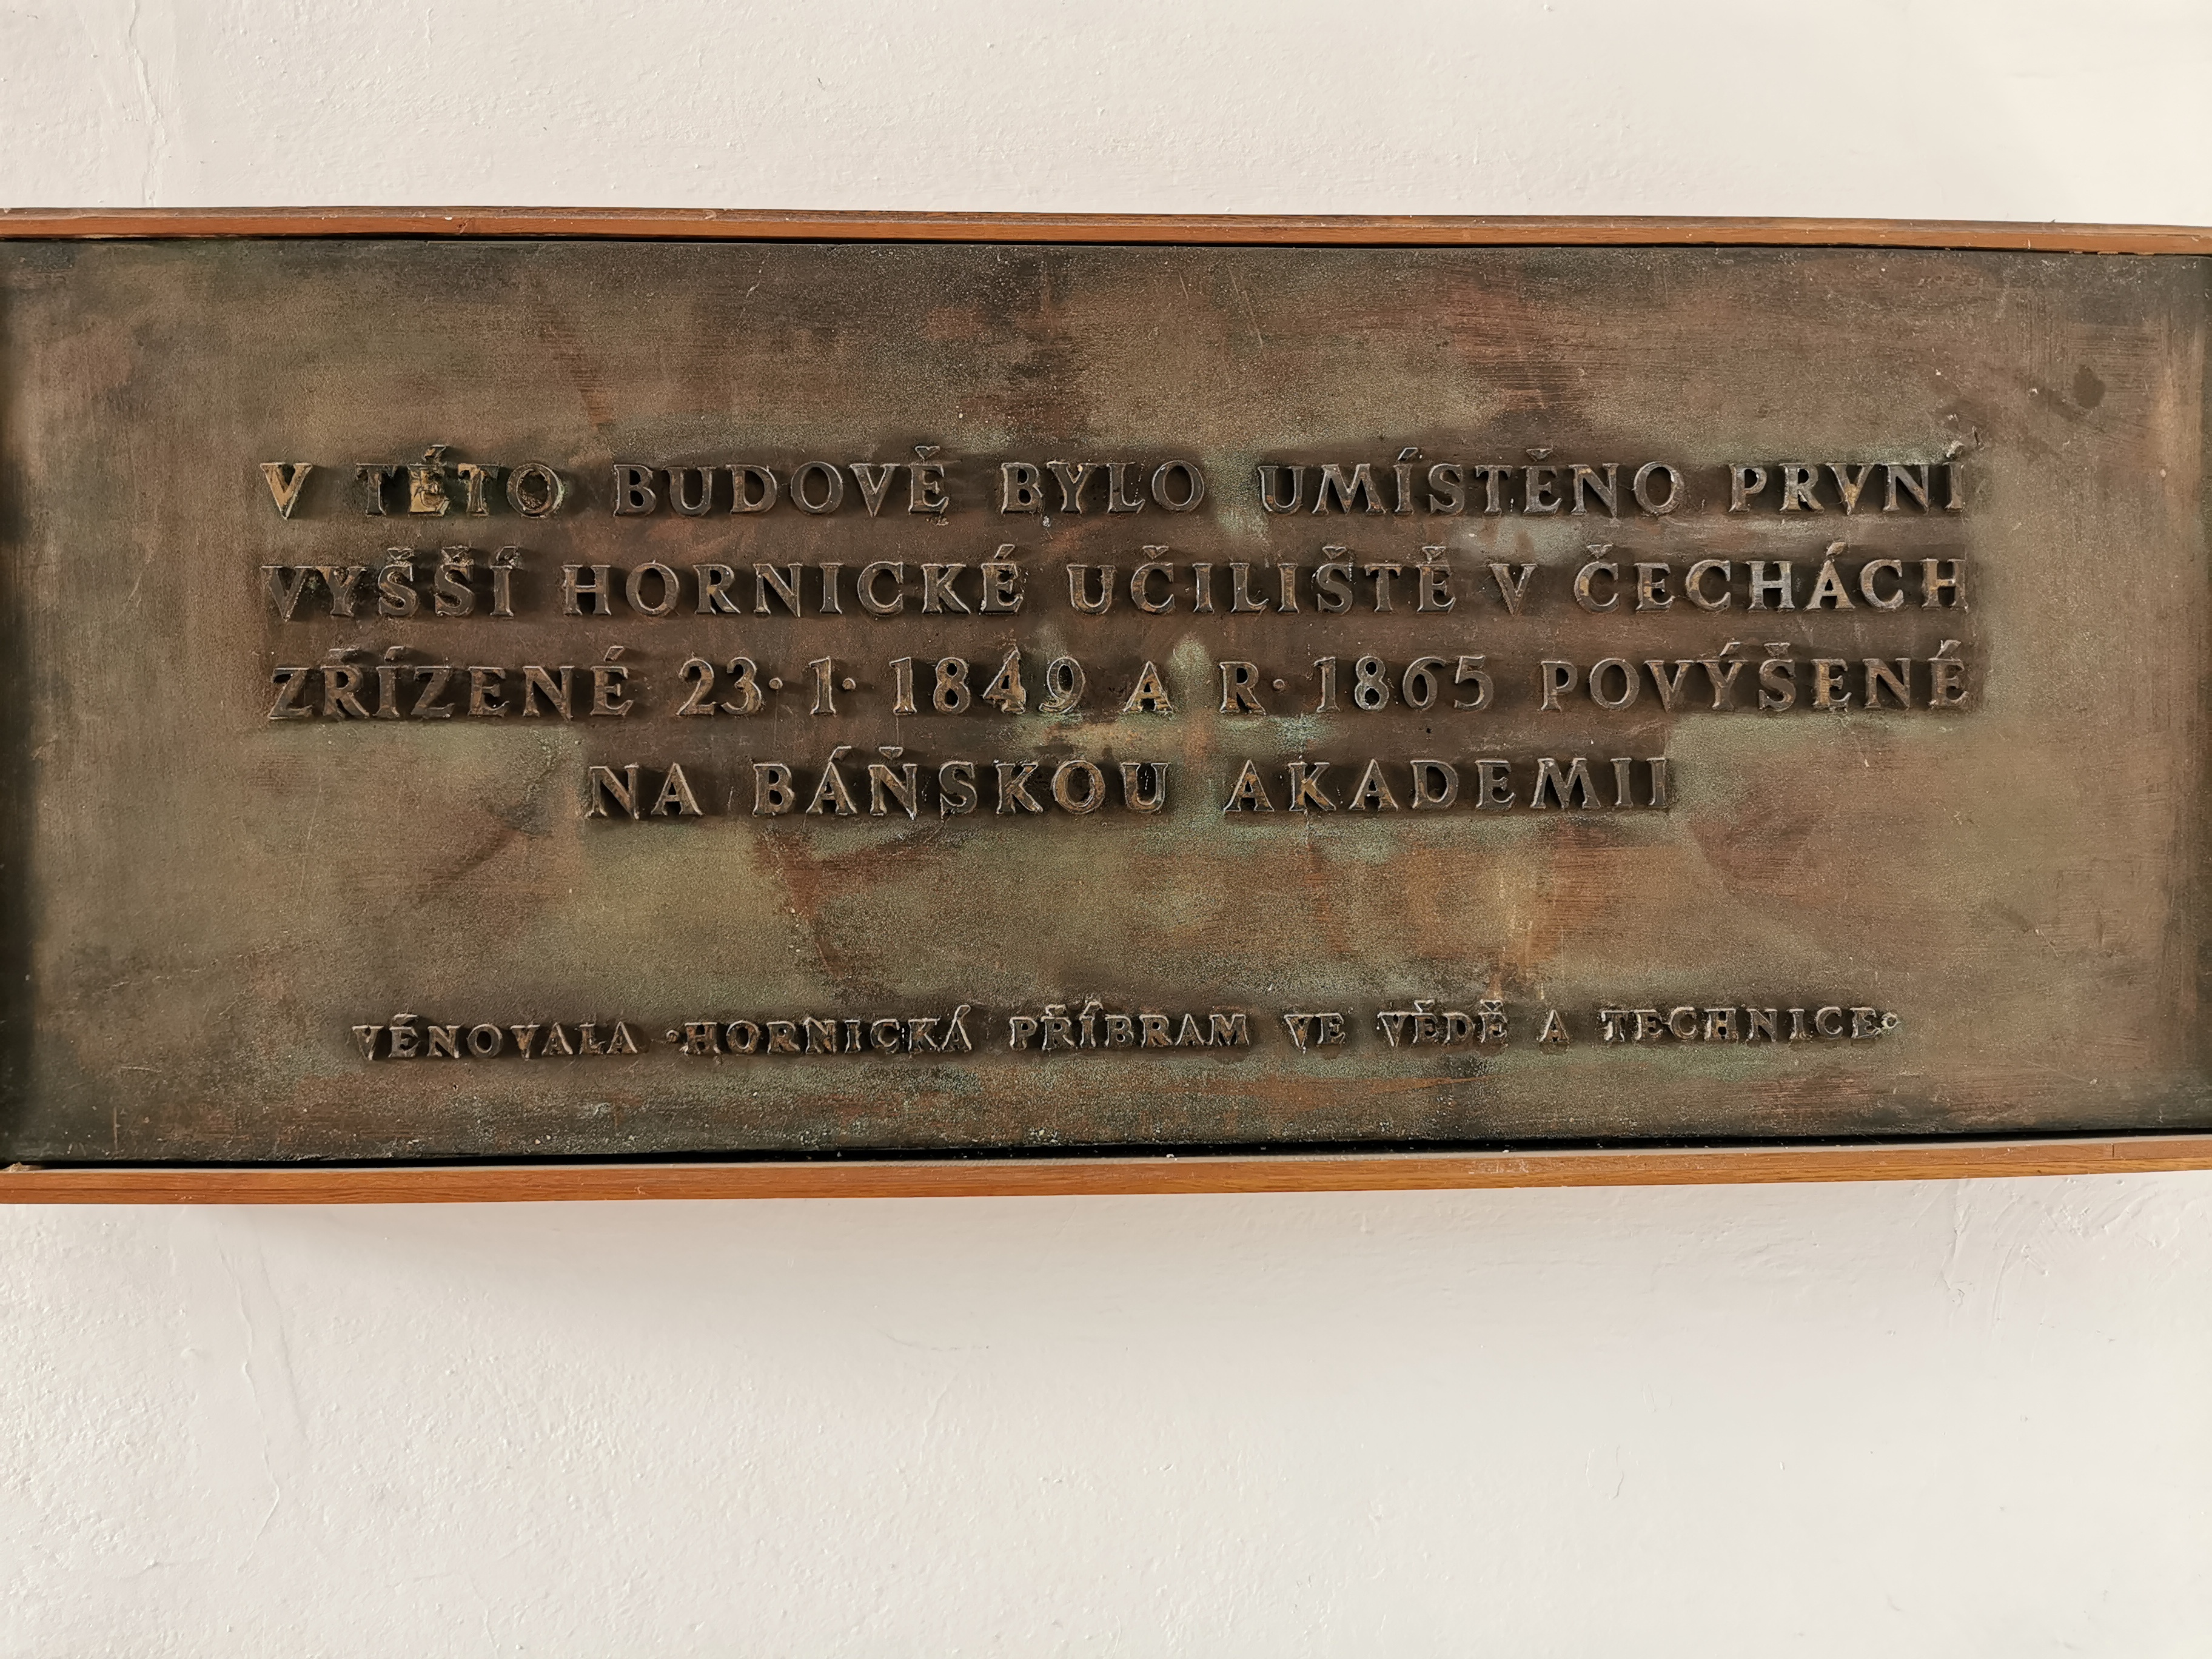 V TÉTO BUDOVĚ BYLO UMÍSTĚNO PRVNÍ
VYŠŠÍ HORNICKÉ UČILIŠTĚ V ČECHÁCH
ZŘÍZENÉ 23·1· 1849 A R· 1865 POVÝŠENÉ
NA BÁŇSKOU AKADEMII
VĚNOVALA ·HORNICKÁ PŘÍBRAM VE VĚDĚ A TECHNICE·